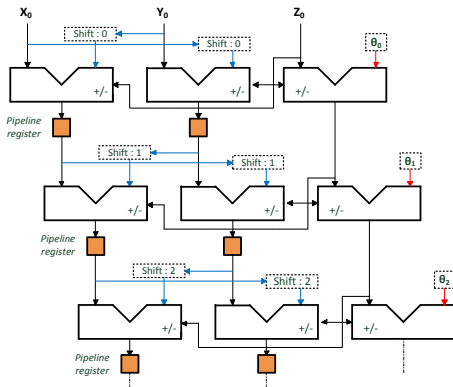 X0 Y0 Z0
Shift : 0
Shift : 0
θ0
+/- +/- +/-
Pipeline
register
Shift : 1
Shift : 1
θ1
+/- +/- +/-
Pipeline
register
Shift : 2
Shift : 2
θ2
+/- +/- +/-
Pipeline
register